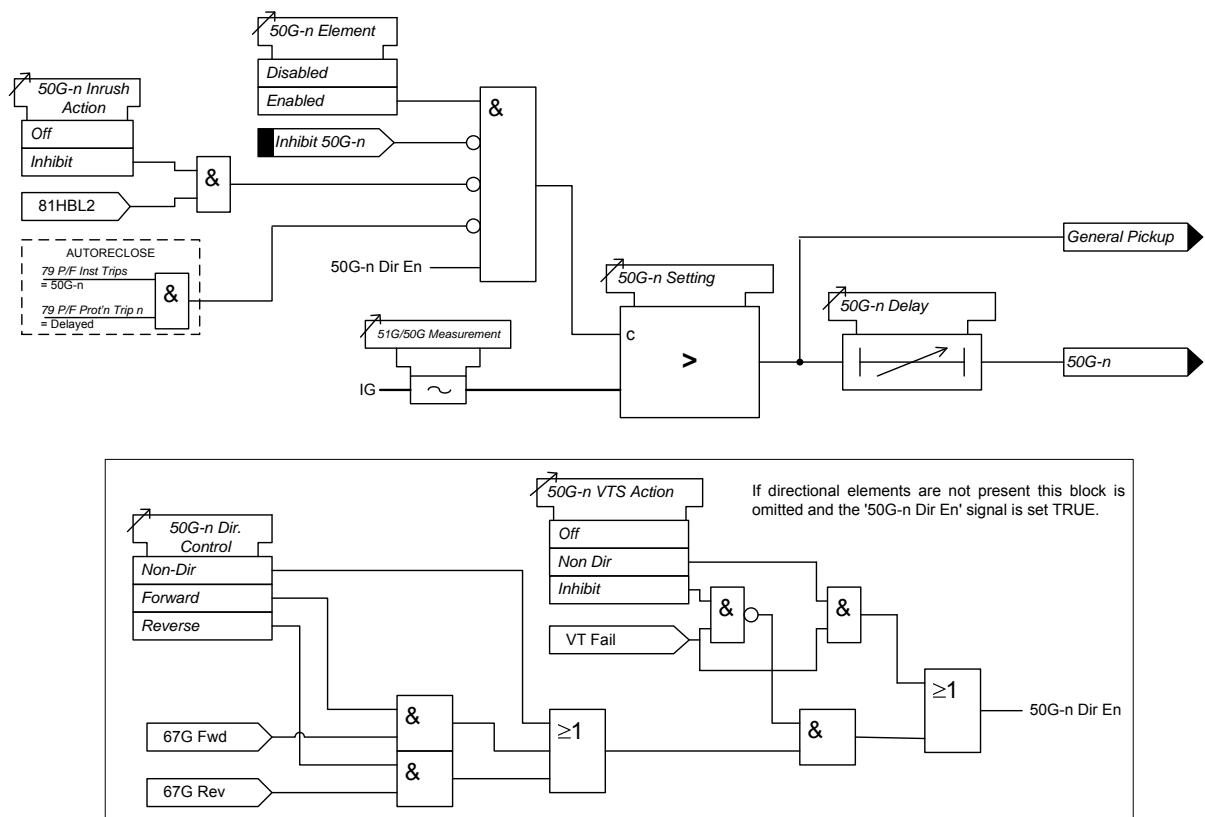 50G-n Element
Disabled
Enabled
50G-n Inrush
Action
Off
Inhibit
81HBL2
&
Inhibit 50G-n
&
AUTORECLOSE
79 P/F Inst Trips
= 50G-n
79 P/F Prot'n Trip n
= Delayed
&
50G-n Dir En
51G/50G Measurement
IG
50G-n Setting
c
>
General Pickup
50G-n Delay
50G-n
50G-n VTS Action
Off
Non Dir
Inhibit
VT Fail
&
&
If directional elements are not present this block is
omitted and the '50G-n Dir En' signal is set TRUE.
50G-n Dir.
Control
Non-Dir
Forward
Reverse
67G Fwd
67G Rev
&
&
≥1
&
≥1
50G-n Dir En